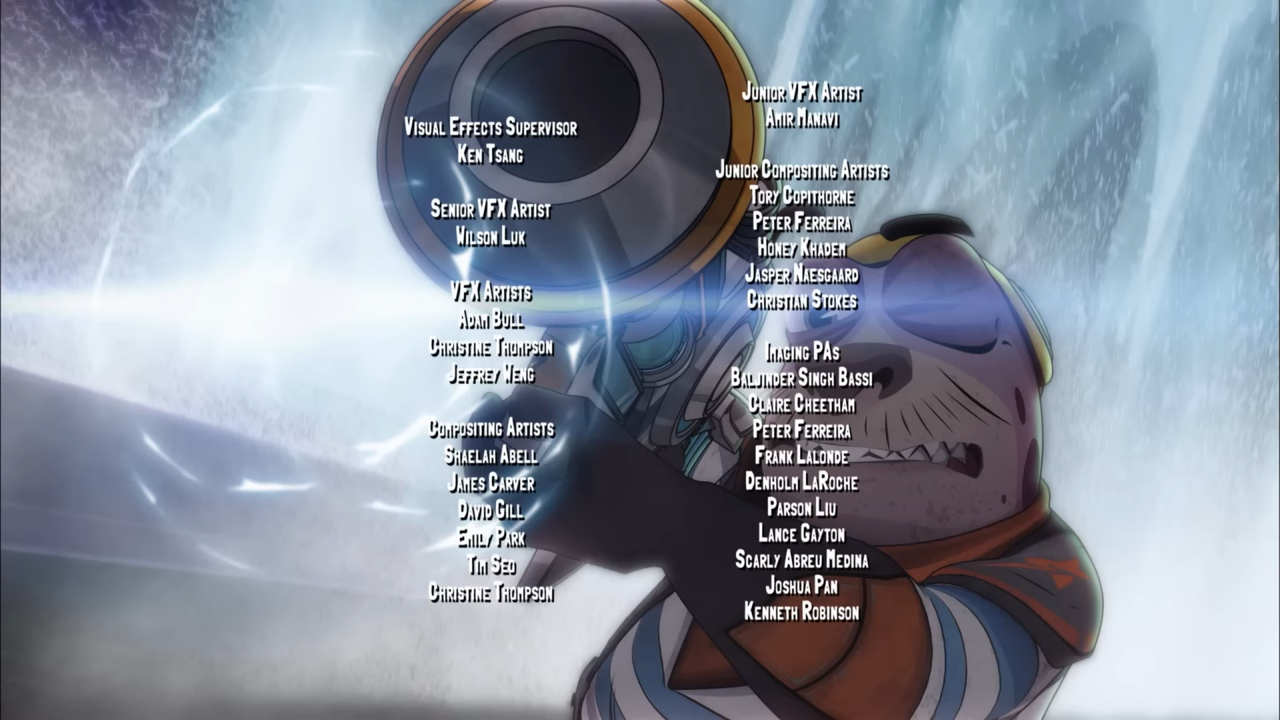 Visual Effects Supervisor
Ken Tsang
Senior VFX Artist
Wilson Luk
VFX Artists
Adam Bull
Christine Thompson
Jeffrey Weng
Compositing Artists
Shaelah Abell
James Carver
David Gill
Emily Park
Tim Seo
Christine Thompson
Junior VFX Artist
Amir Manavi
Junior Compositing Artists
Tory Copithorne
Peter Ferreira
Honey Khadem
Jasper Naesgaard
Christian Stokes
Imaging PAs
Baljinder Singh Bassi
Claire Cheetham
Peter Ferreira
Frank Lalonde
Denholm LaRoche
Parson Liu
Lance Gayton
Scarly Abreu Medina
Joshua Pan
Kenneth Robinson